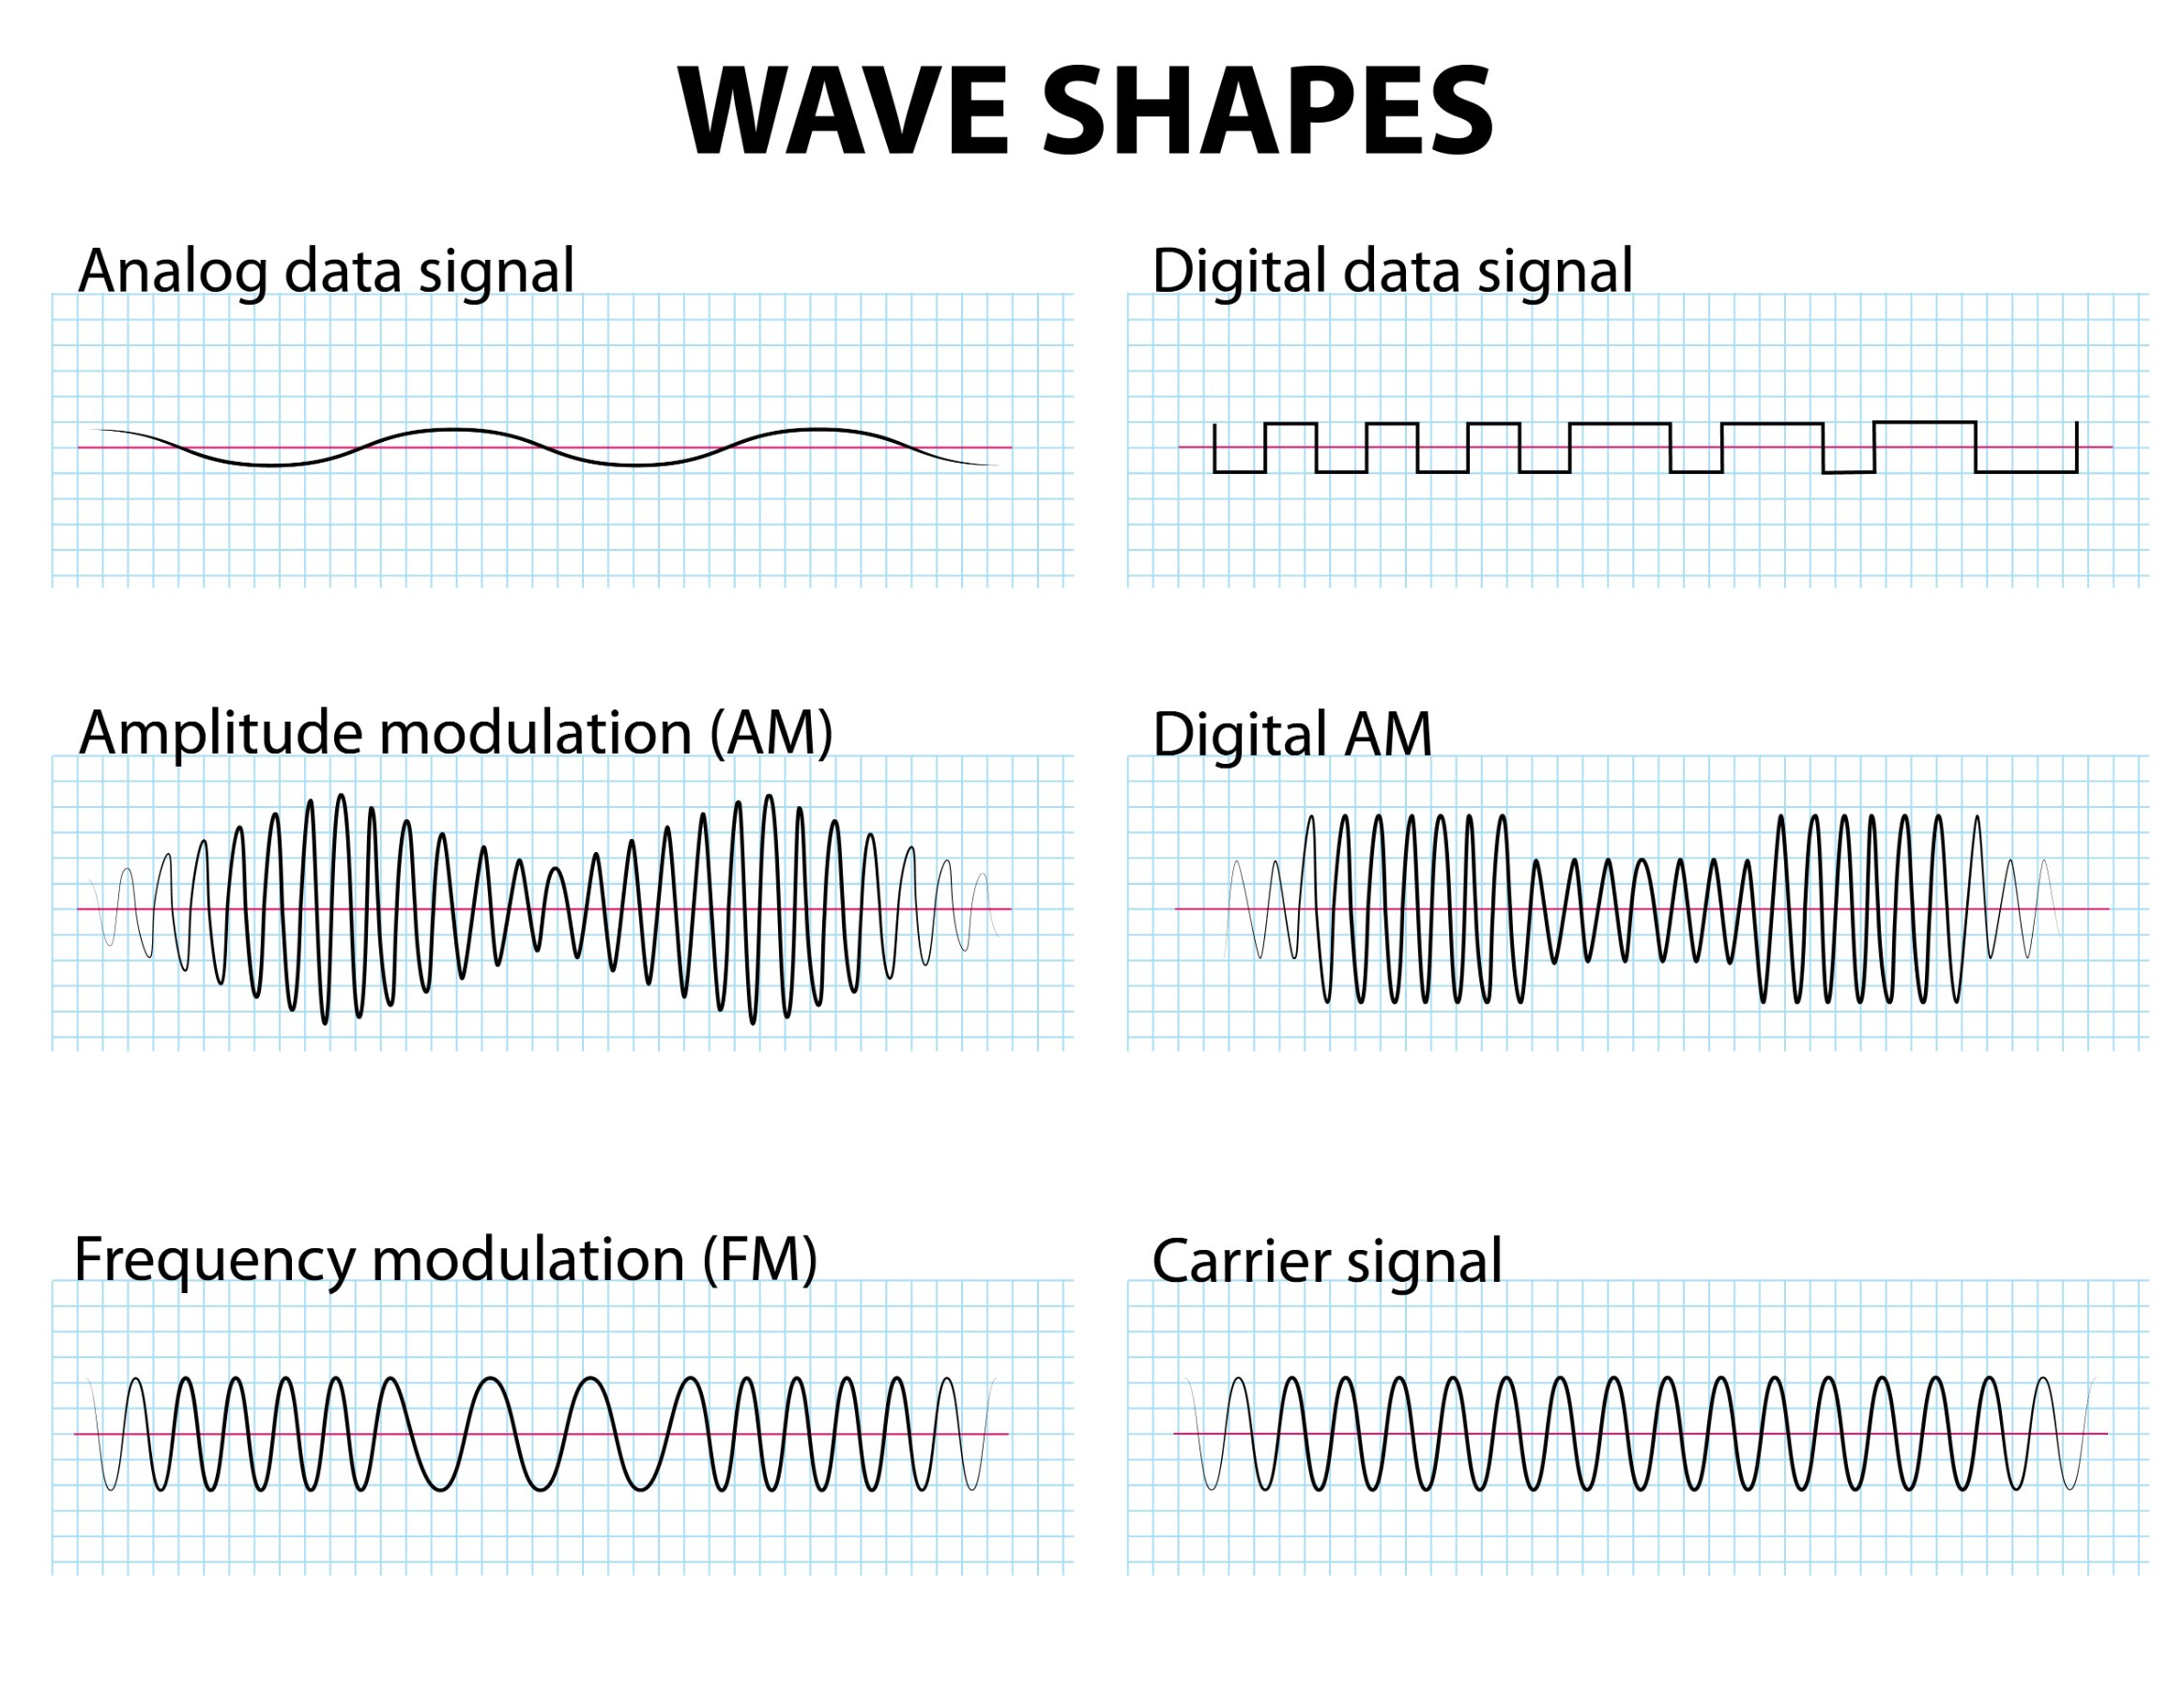 WAVE SHAPES
Analog data signal
Digital data signal
Amplitude modulation (AM)
Digital AM
Frequency modulation (FM)
Carrier signal